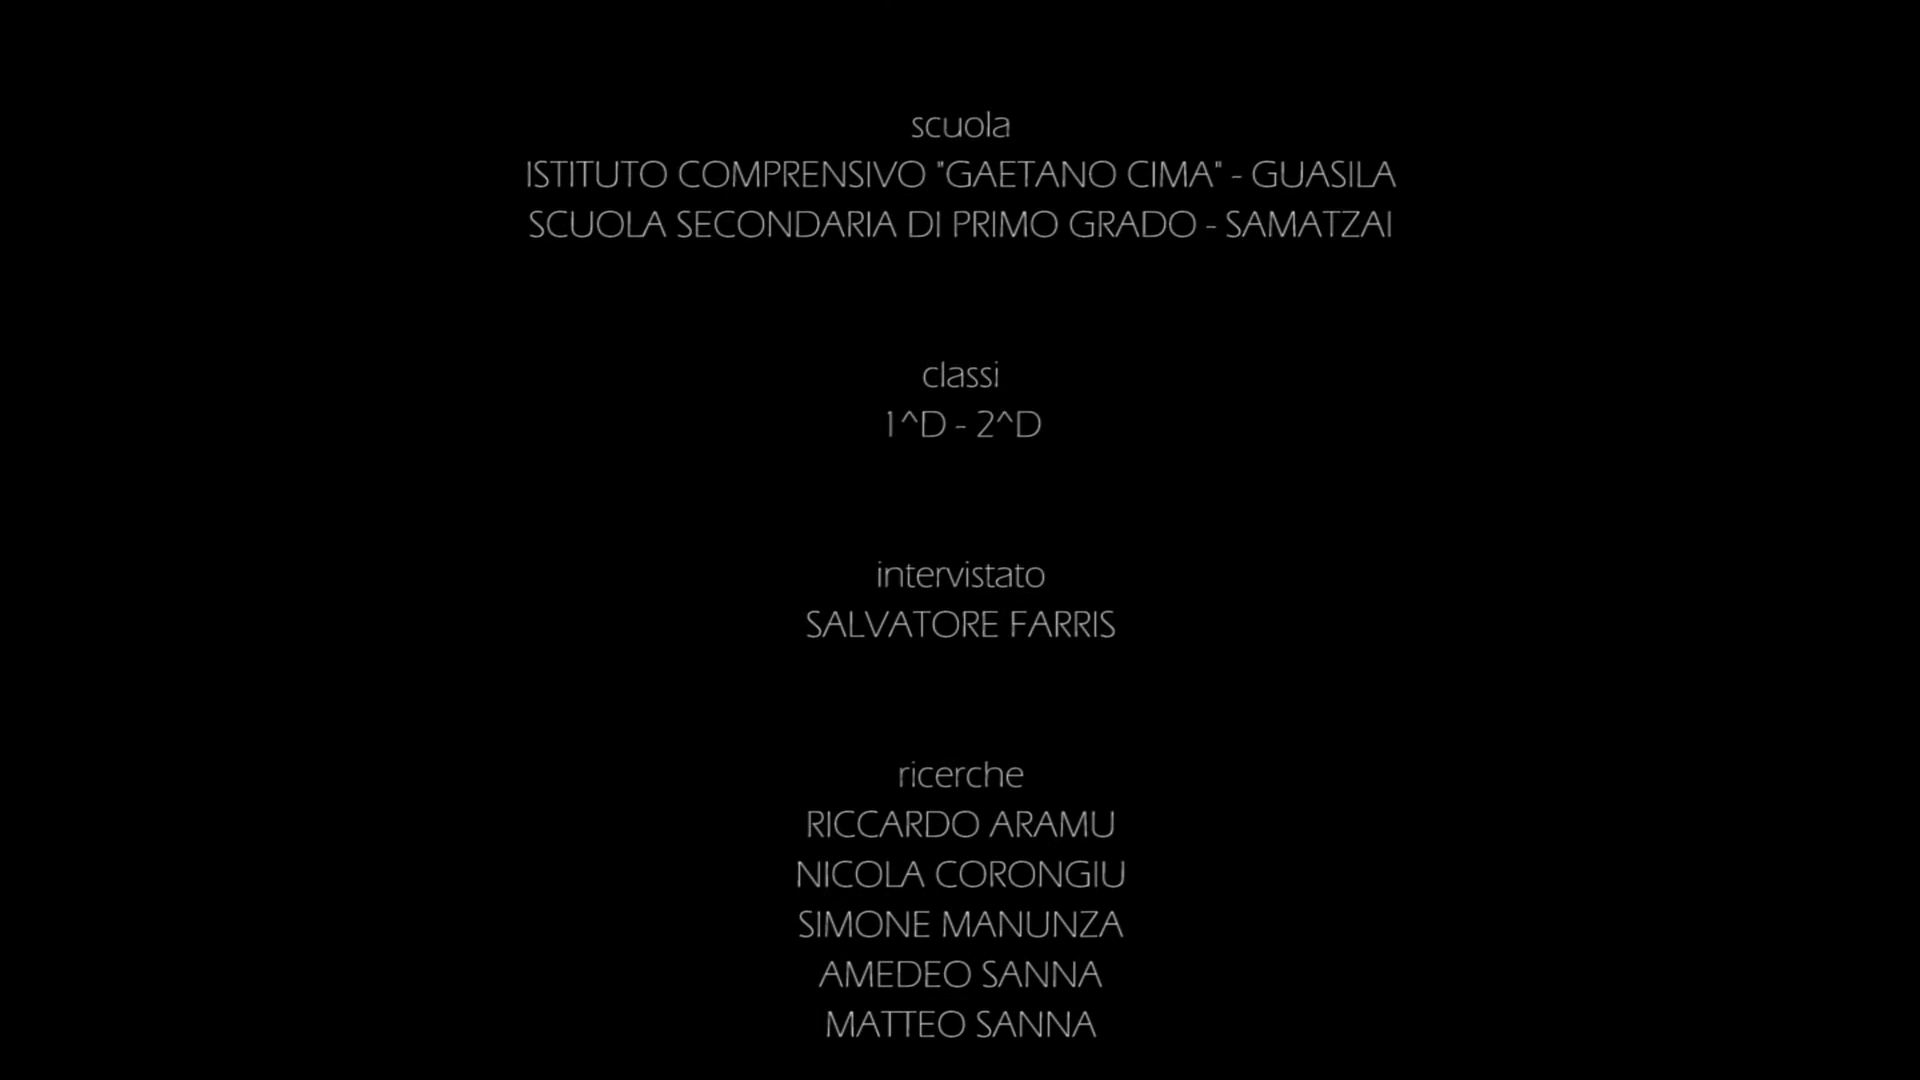 scuola
ISTITUTO COMPRENSIVO "GAETANO CIMA" - GUASILA
SCUOLA SECONDARIA DI PRIMO GRADO - SAMATZAI
classi
1^D - 2^D
intervistato
SALVATORE FARRIS
ricerche
RICCARDO ARAMU
NICOLA CORONGIU
SIMONE MANUNZA
AMEDEO SANNA
MATTEO SANNA